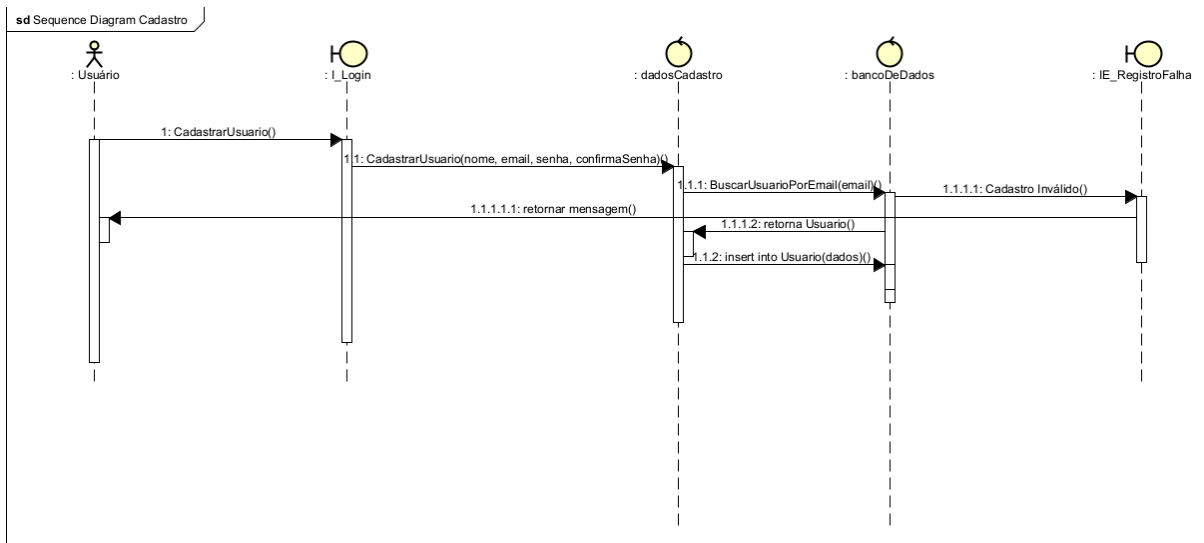 sd Sequence Diagram Cadastro
: Usuário
: I_Login
: dadosCadastro
: bancoDeDados
: IE_RegistroFalha
1: CadastrarUsuario()
1.1: CadastrarUsuario(nome, email, senha, confirmaSenha)()
1.1.1: BuscarUsuarioPorEmail(email)()
1.1.1.1: Cadastro Inválido()
1.1.1.1.1: retornar mensagem()
1.1.1.2: retorna Usuario()
1.1.2: insert into Usuario(dados)()